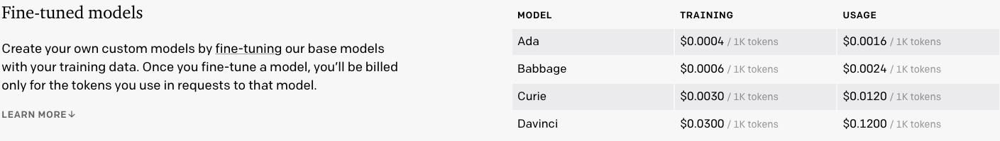 Fine-tuned models
Create your own custom models by fine-tuning our base models
with your training data. Once you fine-tune a model, you'll be billed
only for the tokens you use in requests to that model.
LEARN MORE↓
MODEL TRAINING USAGE
Ada $0.0004 / 1K tokens $0.0016 / 1K tokens
Babbage $0.0006 / 1K tokens $0.0024 / 1K tokens
Curie $0.0030 / 1K tokens $0.0120 / 1K tokens
Davinci $0.0300 / 1K tokens $0.1200 / 1K tokens